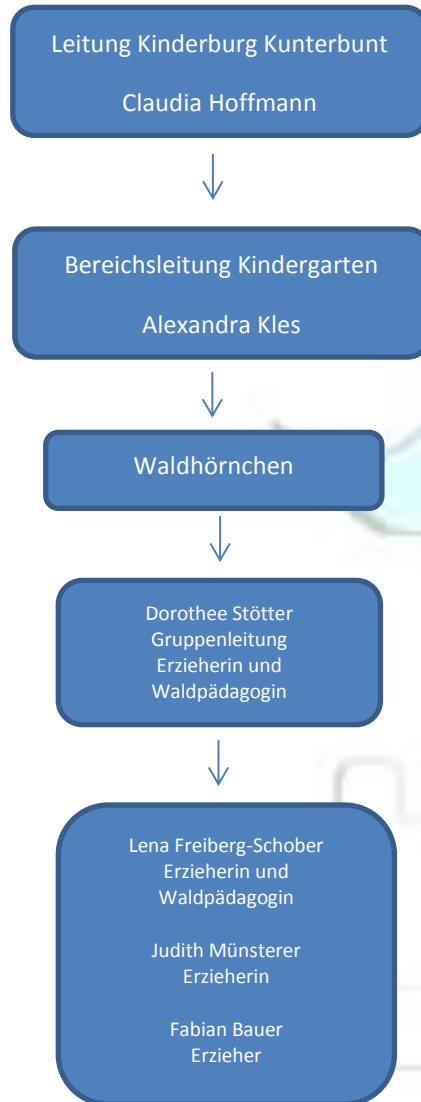 Leitung Kinderburg Kunterbunt
Claudia Hoffmann
Bereichsleitung Kindergarten
Alexandra Kles
Waldhörnchen
Dorothee Stötter
Gruppenleitung
Erzieherin und
Waldpädagogin
Lena Freiberg-Schober
Erzieherin und
Waldpädagogin
Judith Münsterer
Erzieherin
Fabian Bauer
Erzieher